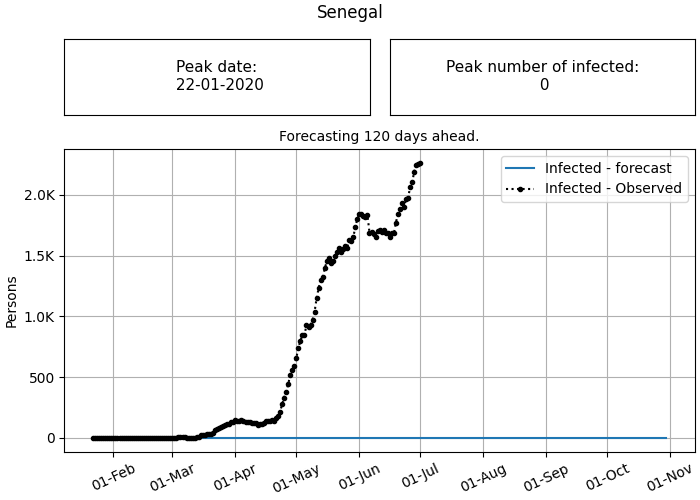 Senegal
Peak date:
22-01-2020
Peak number of infected:
0
Forecasting 120 days ahead.
Infected - forecast
Infected - Observed
2.0K
1.5K
1.0K
500
0
Persons
01-Feb
01-Mar
01-Apr
01-May
01-Jun
01-Jul
01-Aug
01-Sep
01-Oct
01-Nov